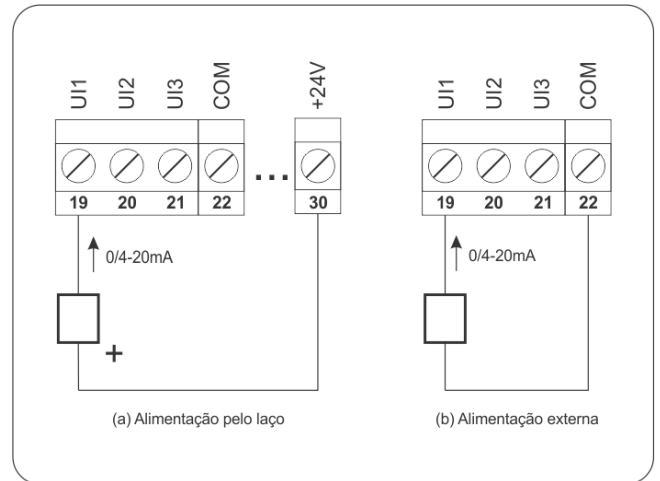 UI1 UI2 UI3 COM +24V
19 20 21 22 ... 30
0/4-20mA
+
(a) Alimentação pelo laço
UI1 UI2 UI3 COM
19 20 21 22
0/4-20mA
(b) Alimentação externa